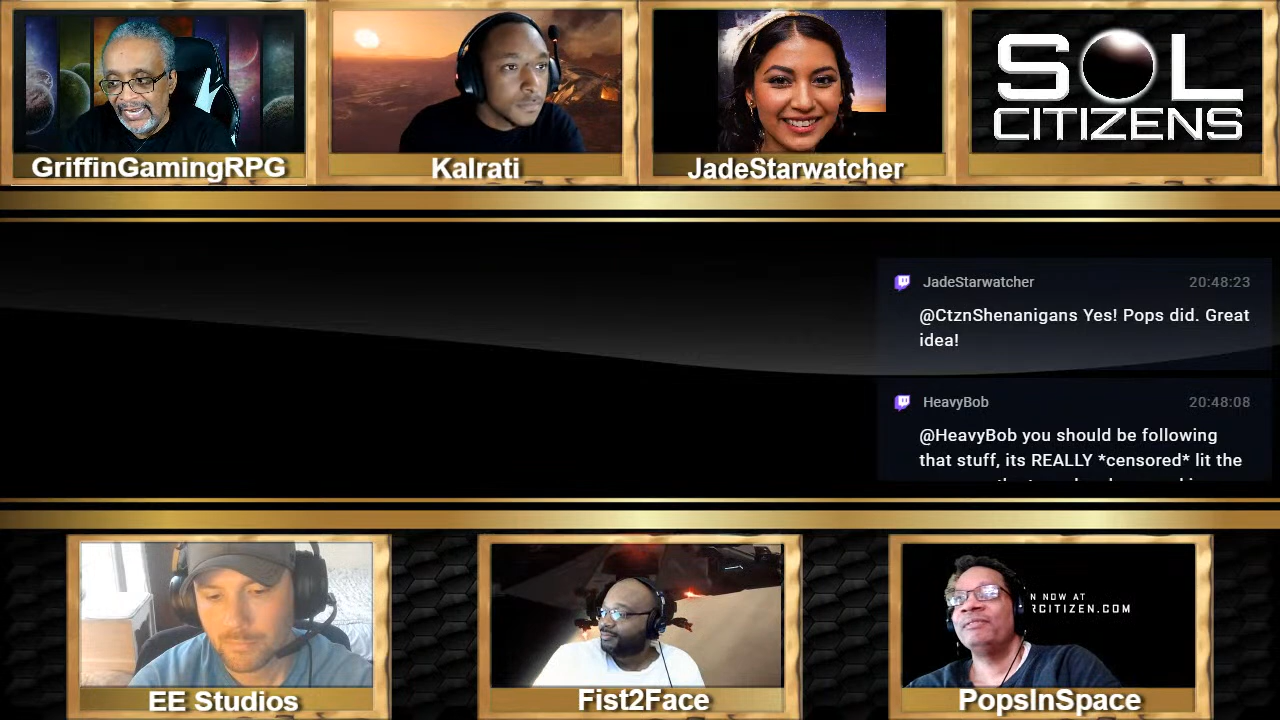 SOL
CITIZENS
GriffinGamingRPG
Kalrati
JadeStarwatcher
JadeStarwatcher 20:48:23
@CtznShenanigans Yes! Pops did. Great
idea!
HeavyBob 20:48:08
@HeavyBob you should be following
that stuff, its REALLY *censored* lit the
N NOW AT
RCITIZEN.COM
EE Studios
Fist2Face
PopsInSpace